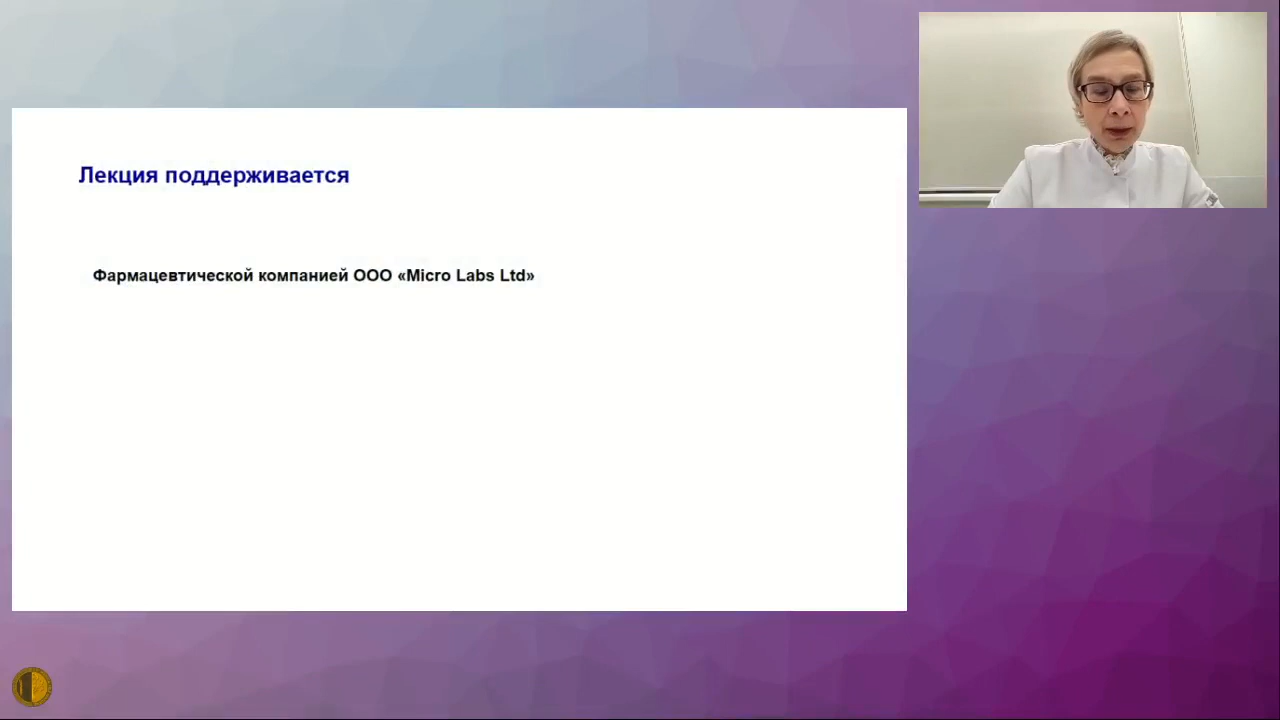 Лекция поддерживается
Фармацевтической компанией ООО «Micro Labs Ltd»